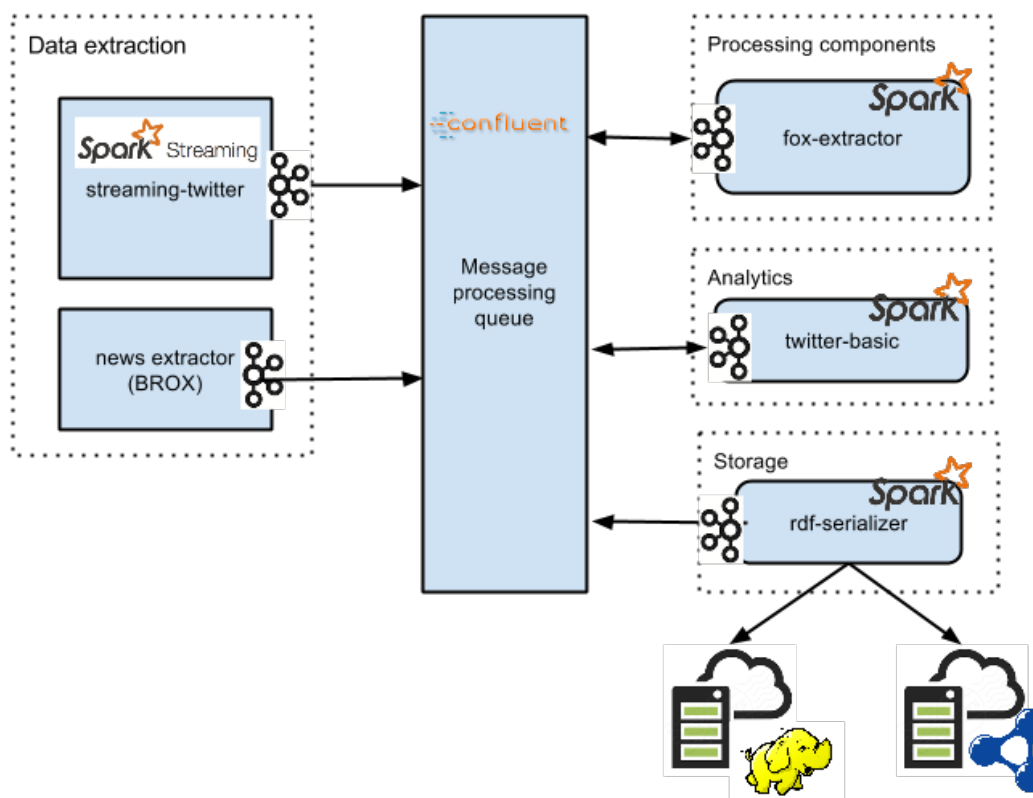 Data extraction
Spark Streaming
streaming-twitter
news extractor
(BROX)
confluent
Message
processing
queue
Processing components
Spark
fox-extractor
Analytics
Spark
twitter-basic
Storage
Spark
rdf-serializer